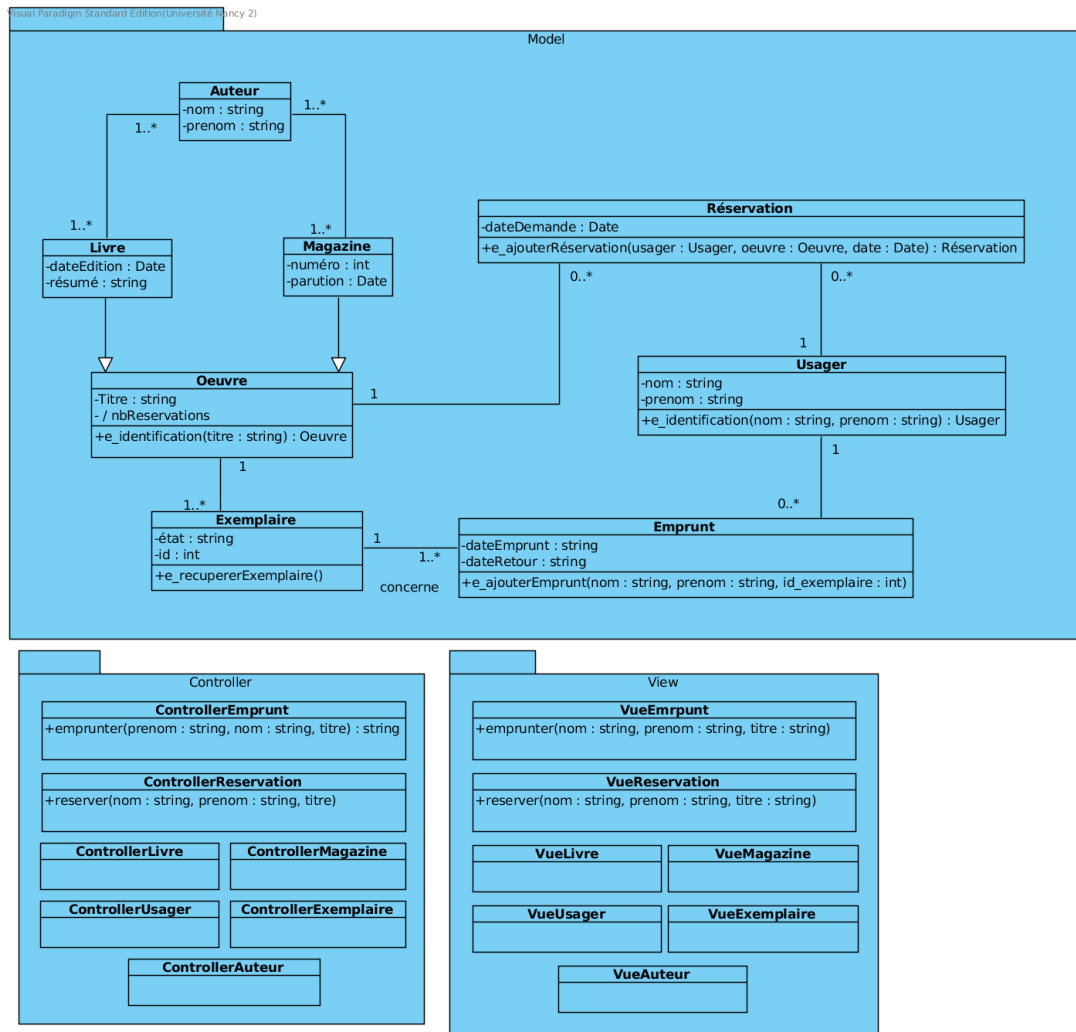 Visual Paradigm Standard Edition(Université Nancy 2)
Model
Auteur
-nom : string
-prenom : string
1..*
1..*
1..*
Livre
-dateEdition : Date
-résumé : string
1..*
Magazine
-numéro : int
-parution : Date
Réservation
-dateDemande : Date
+e_ajouterRéservation(usager : Usager, oeuvre : Oeuvre, date : Date) : Réservation
0..*
0..*
1
Usager
-nom : string
-prenom : string
+e_identification(nom : string, prenom : string) : Usager
1
0..*
Oeuvre
-Titre : string
- / nbReservations
+e_identification(titre : string) : Oeuvre
1
1
1..*
Exemplaire
-état : string
-id : int
+e_recupererExemplaire()
1
1..*
concerne
Emprunt
-dateEmprunt : string
-dateRetour : string
+e_ajouterEmprunt(nom : string, prenom : string, id_exemplaire : int)
Controller
ControllerEmprunt
+emprunter(prenom : string, nom : string, titre) : string
ControllerReservation
+reserver(nom : string, prenom : string, titre)
ControllerLivre
ControllerMagazine
ControllerUsager
ControllerExemplaire
ControllerAuteur
View
VueEmrpunt
+emprunter(nom : string, prenom : string, titre : string)
VueReservation
+reserver(nom : string, prenom : string, titre : string)
VueLivre
VueMagazine
VueUsager
VueExemplaire
VueAuteur